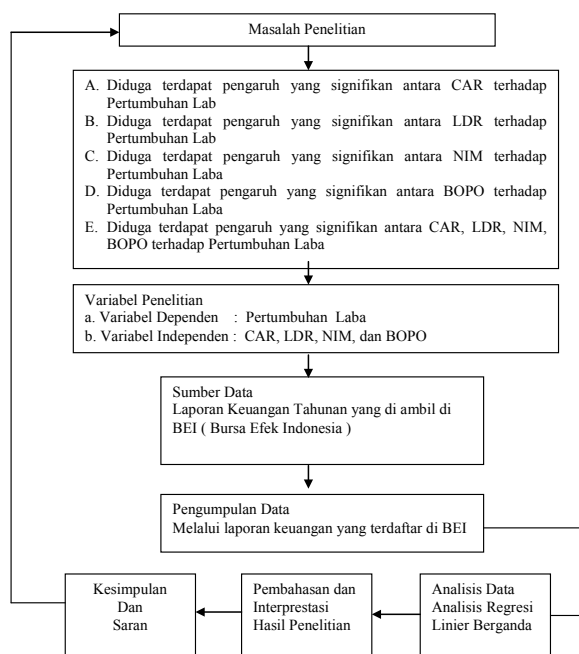 Masalah Penelitian
A. Diduga terdapat pengaruh yang signifikan antara CAR terhadap
Pertumbuhan Lab
B. Diduga terdapat pengaruh yang signifikan antara LDR terhadap
Pertumbuhan Lab
C. Diduga terdapat pengaruh yang signifikan antara NIM terhadap
Pertumbuhan Laba
D. Diduga terdapat pengaruh yang signifikan antara BOPO terhadap
Pertumbuhan Laba
E. Diduga terdapat pengaruh yang signifikan antara CAR, LDR, NIM,
BOPO terhadap Pertumbuhan Laba
Variabel Penelitian
a. Variabel Dependen : Pertumbuhan Laba
b. Variabel Independen : CAR, LDR, NIM, dan BOPO
Sumber Data
Laporan Keuangan Tahunan yang di ambil di
BEI ( Bursa Efek Indonesia )
Pengumpulan Data
Melalui laporan keuangan yang terdaftar di BEI
Analisis Data
Analisis Regresi
Linier Berganda
Pembahasan dan
Interprestasi
Hasil Penelitian
Kesimpulan
Dan
Saran